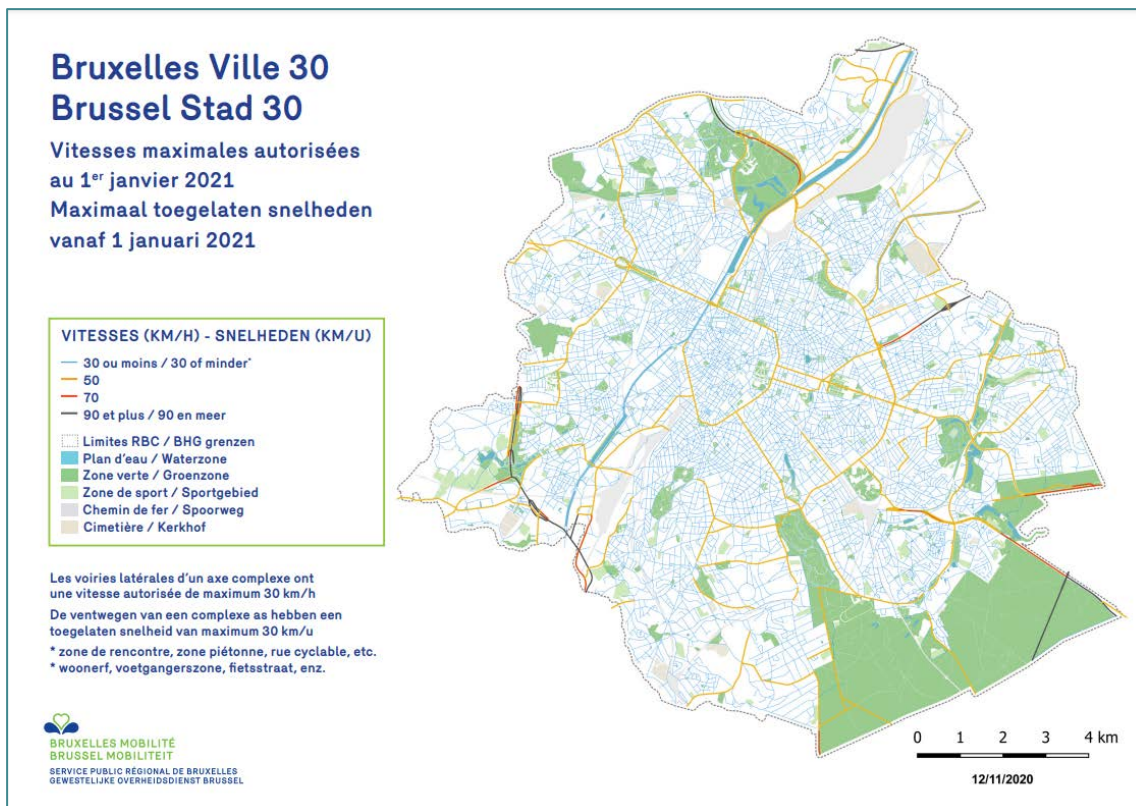 Bruxelles Ville 30
Brussel Stad 30
Vitesses maximales autorisées
au 1er janvier 2021
Maximaal toegelaten snelheden
vanaf 1 januari 2021
VITESSES (KM/H) - SNELHEDEN (KM/U)
30 ou moins / 30 of minder*
50
70
90 et plus / 90 en meer
Limites RBC / BHG grenzen
Plan d'eau / Waterzone
Zone verte / Groenzone
Zone de sport / Sportgebied
Chemin de fer / Spoorweg
Cimetière / Kerkhof
Les voiries latérales d'un axe complexe ont
une vitesse autorisée de maximum 30 km/h
De ventwegen van een complexe as hebben een
toegelaten snelheid van maximum 30 km/u
* zone de rencontre, zone piétonne, rue cyclable, etc.
* woonerf, voetgangerszone, fietsstraat, enz.
BRUXELLES MOBILITÉ
BRUSSEL MOBILITEIT
SERVICE PUBLIC RÉGIONAL DE BRUXELLES
GEWESTELIJKE OVERHEIDSDIENST BRUSSEL
0 1 2 3 4 km
12/11/2020